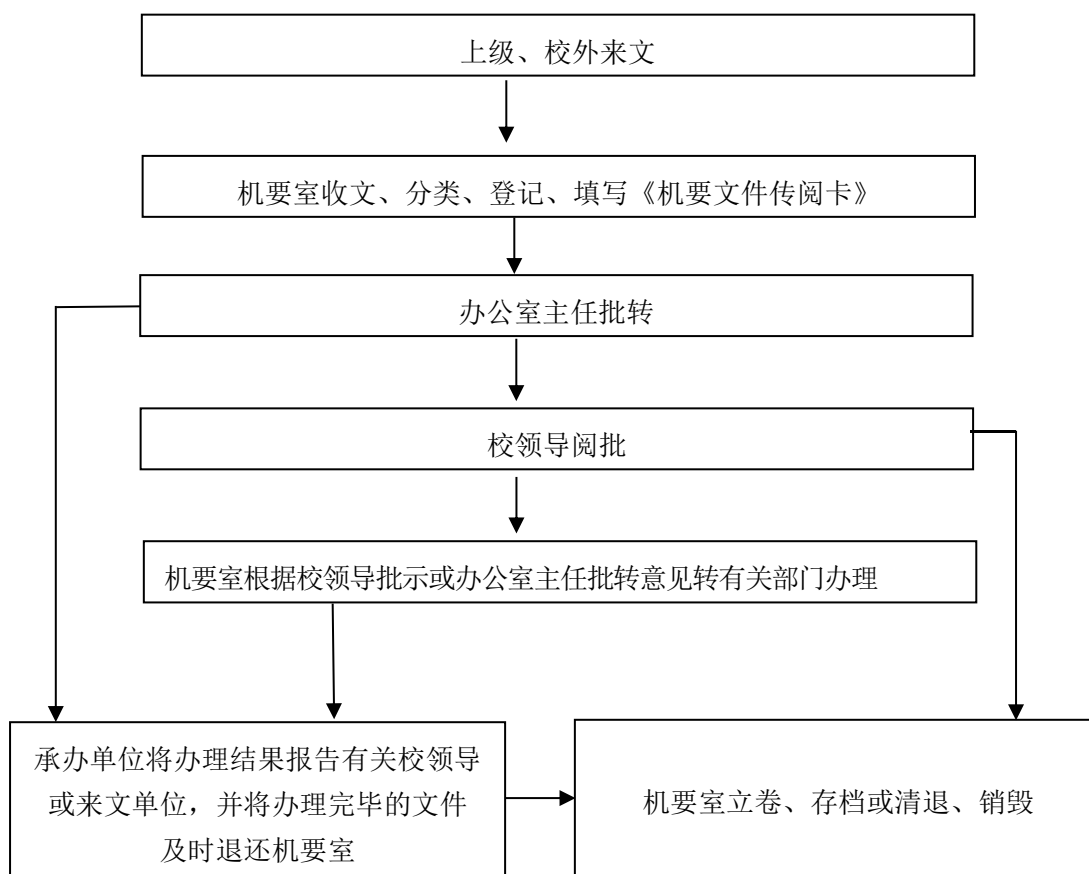 上级、校外来文
机要室收文、分类、登记、填写《机要文件传阅卡》
办公室主任批转
校领导阅批
机要室根据校领导批示或办公室主任批转意见转有关部门办理
承办单位将办理结果报告有关校领导
或来文单位，并将办理完毕的文件
及时退还机要室
机要室立卷、存档或清退、销毁